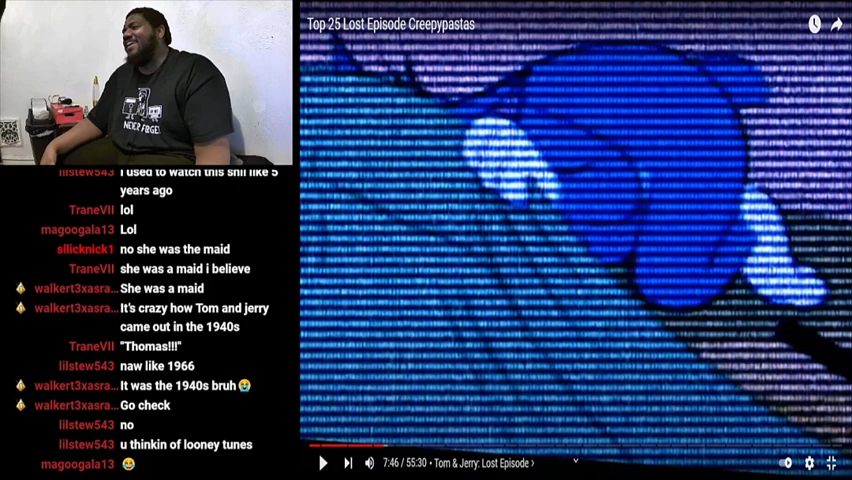 Top 25 Lost Episode Creepypastas
NEVER FORGET
lilstew543 I used to watch this shii like 5
years ago
TraneVII lol
magoogala13 Lol
sllicknick1 no she was the maid
TraneVII she was a maid i believe
walkert3xasra... She was a maid
walkert3xasra... It's crazy how Tom and jerry
came out in the 1940s
TraneVII "Thomas!!!"
lilstew543 naw like 1966
walkert3xasra... It was the 1940s bruh😭
walkert3xasra... Go check
lilstew543 no
lilstew543 u thinkin of looney tunes
magoogala13 😂
7:46 / 55:30 • Tom & Jerry: Lost Episode ›